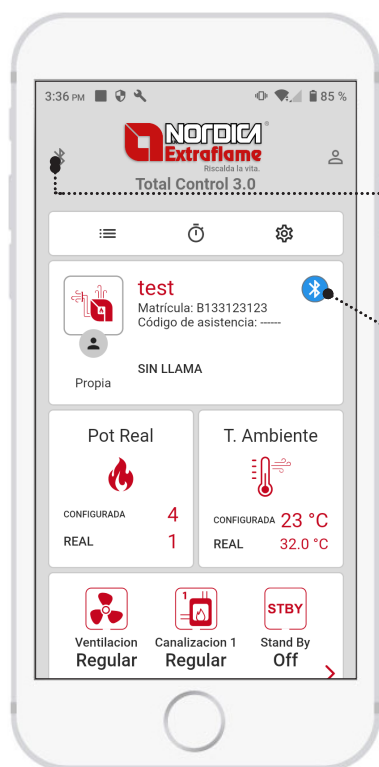 3:36 PM 85 %
NORDICA®
Extraflame
Riscalda la vita.
Total Control 3.0
test
Matrícula: B133123123
Código de asistencia: ------
Propia
SIN LLAMA
Pot Real
CONFIGURADA 4
REAL 1
T. Ambiente
CONFIGURADA 23 °C
REAL 32.0 °C
1
STBY
Ventilacion Canalizacion 1 Stand By
Regular Regular Off